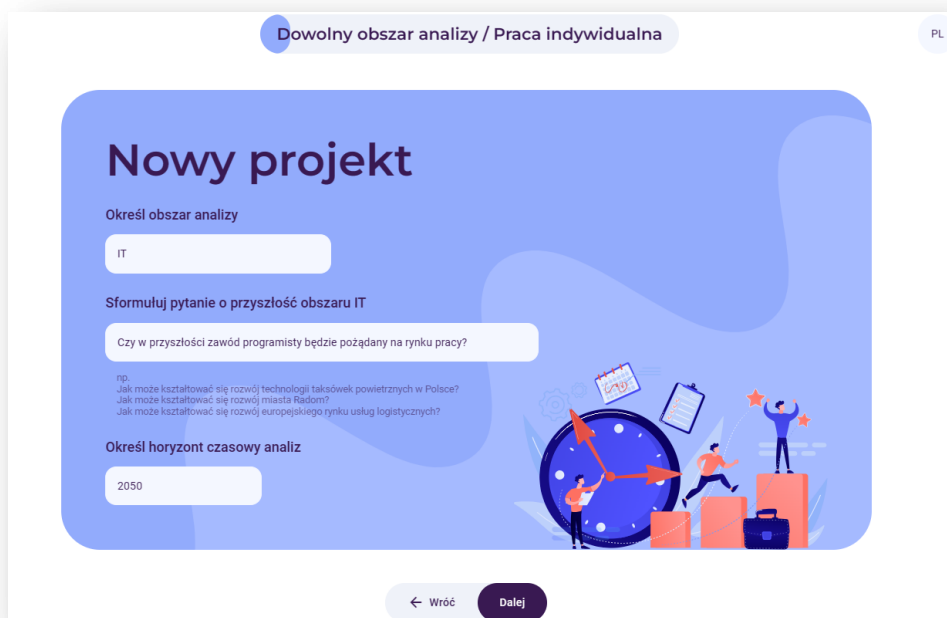 Dowolny obszar analizy / Praca indywidualna
PL
Nowy projekt
Określ obszar analizy
IT
Sformułuj pytanie o przyszłość obszaru IT
Czy w przyszłości zawód programisty będzie pożądany na rynku pracy?
np.
Jak może kształtować się rozwój technologii taksówek powietrznych w Polsce?
Jak może kształtować się rozwój miasta Radom?
Jak może kształtować się rozwój europejskiego rynku usług logistycznych?
Określ horyzont czasowy analiz
2050
← Wróć
Dalej